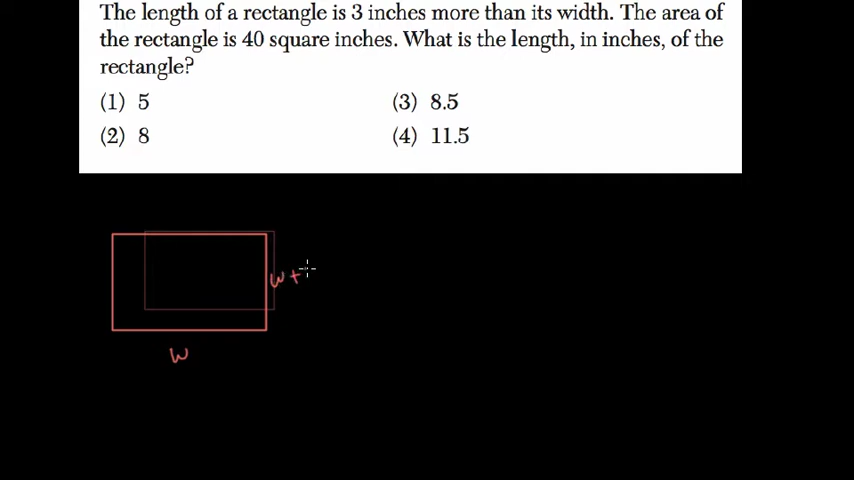 The length of a rectangle is 3 inches more than its width. The area of
the rectangle is 40 square inches. What is the length, in inches, of the
rectangle?
(1) 5 (3) 8.5
(2) 8 (4) 11.5
w +
w